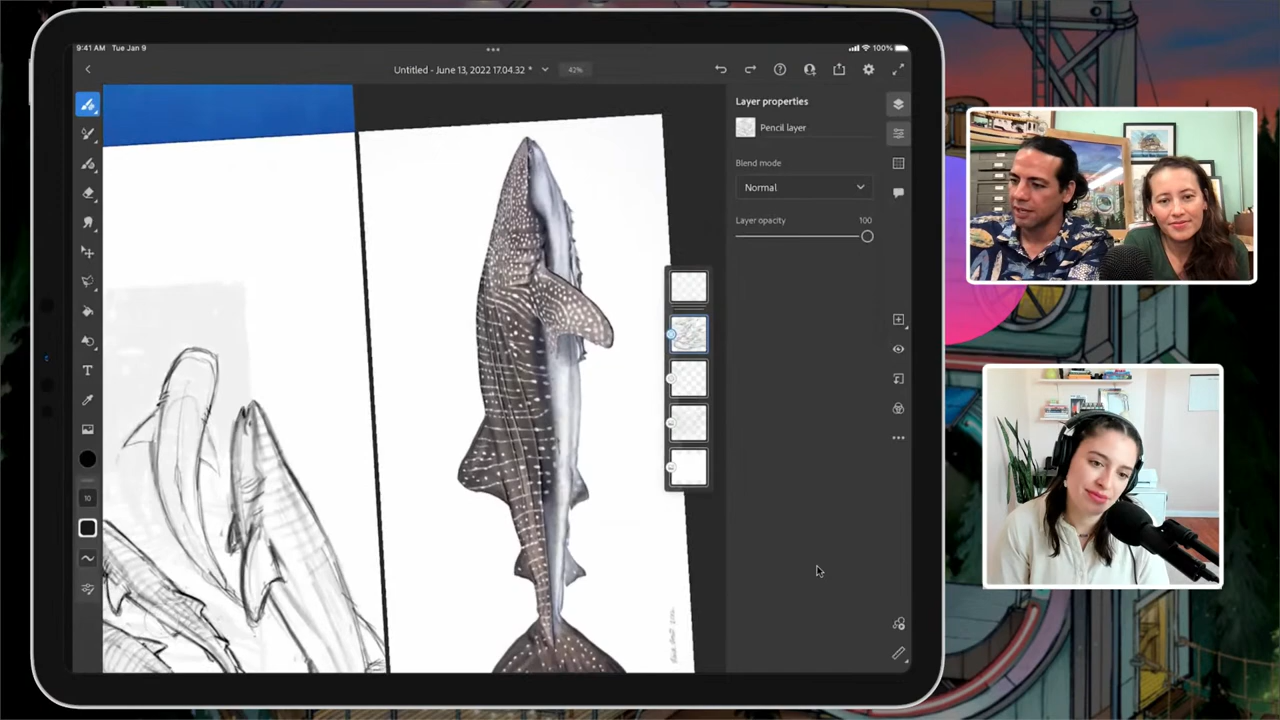 9:41 AM Tue Jan 9
100%
Untitled - June 13, 2022 17.04.32 *
42%
Layer properties
Pencil layer
Blend mode
Normal
Layer opacity
100
T
10